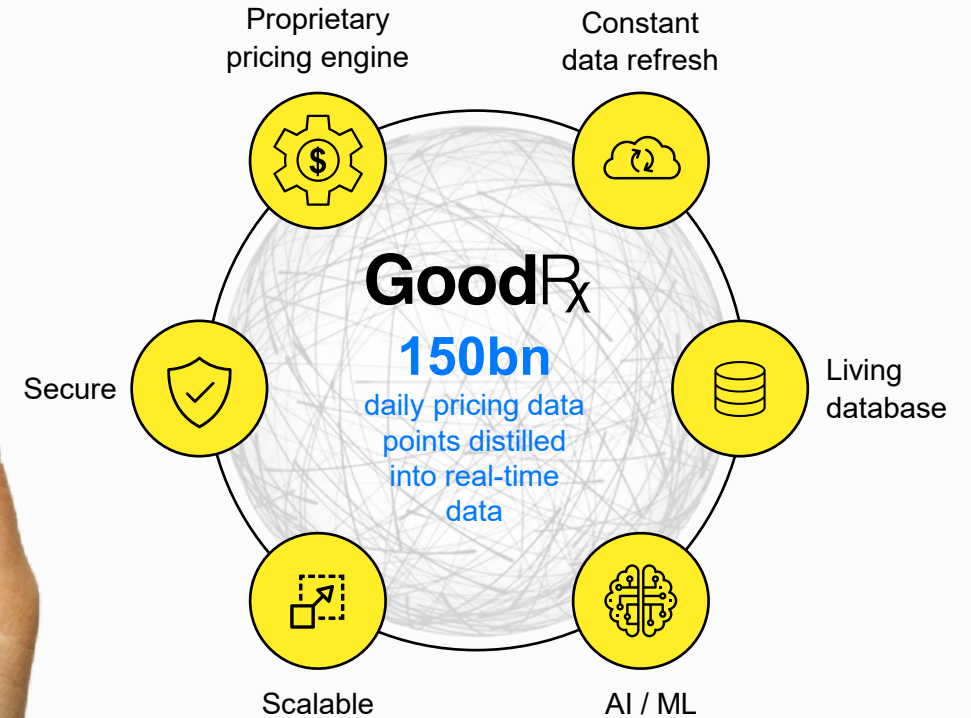 Proprietary
pricing engine
Constant
data refresh
$
GoodRx
150bn
daily pricing data
points distilled
into real-time
data
Secure
Living
database
Scalable
AI / ML